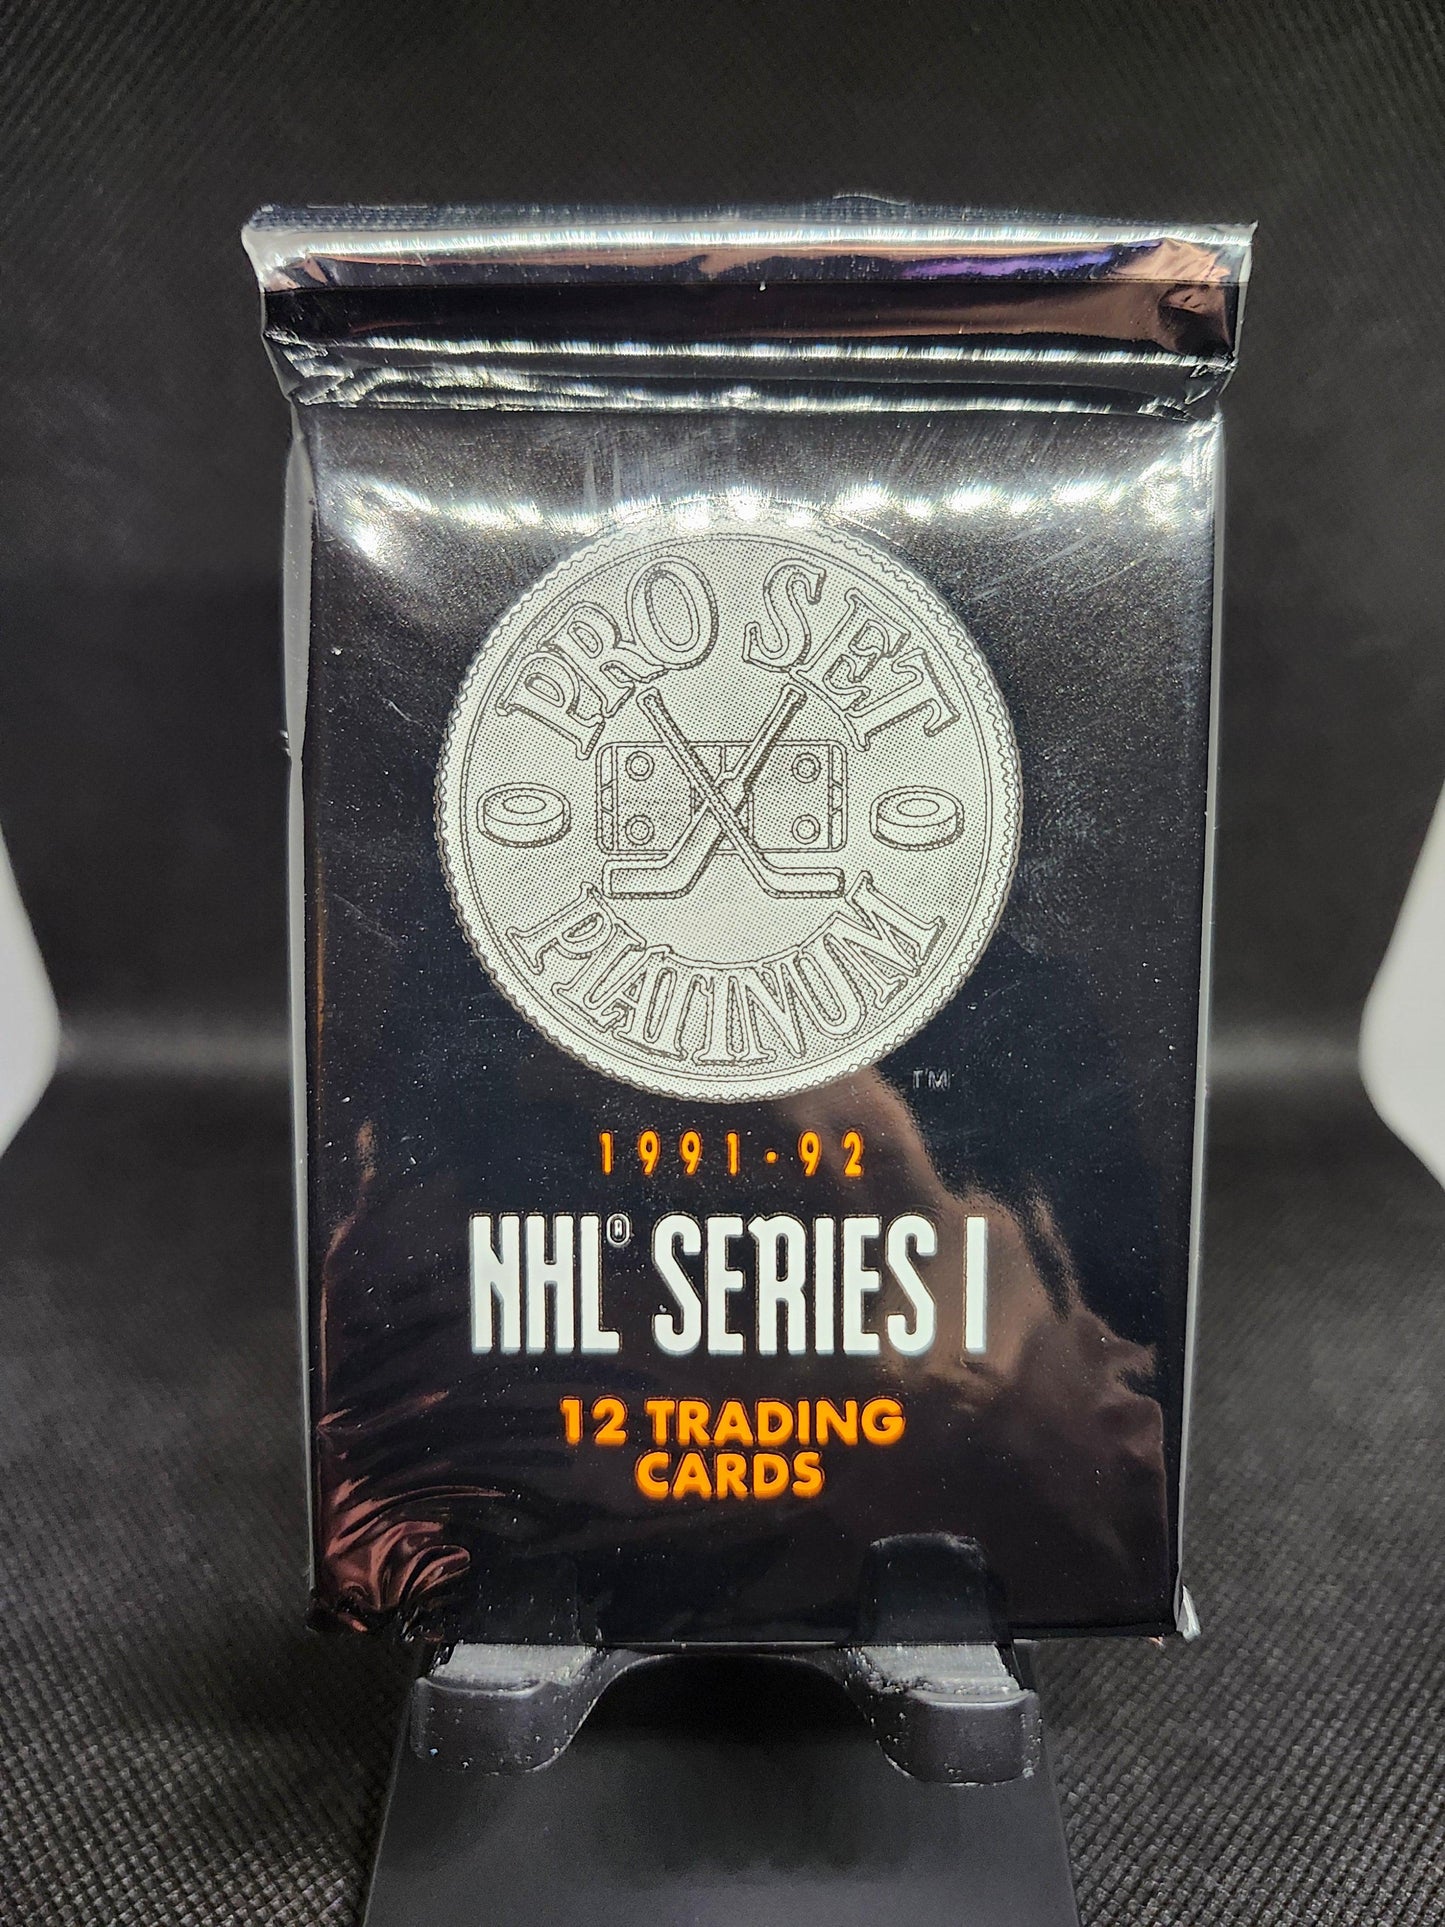 PRO SET
PLATINUM
TM
1991-92
NHL® SERIES I
12 TRADING
CARDS